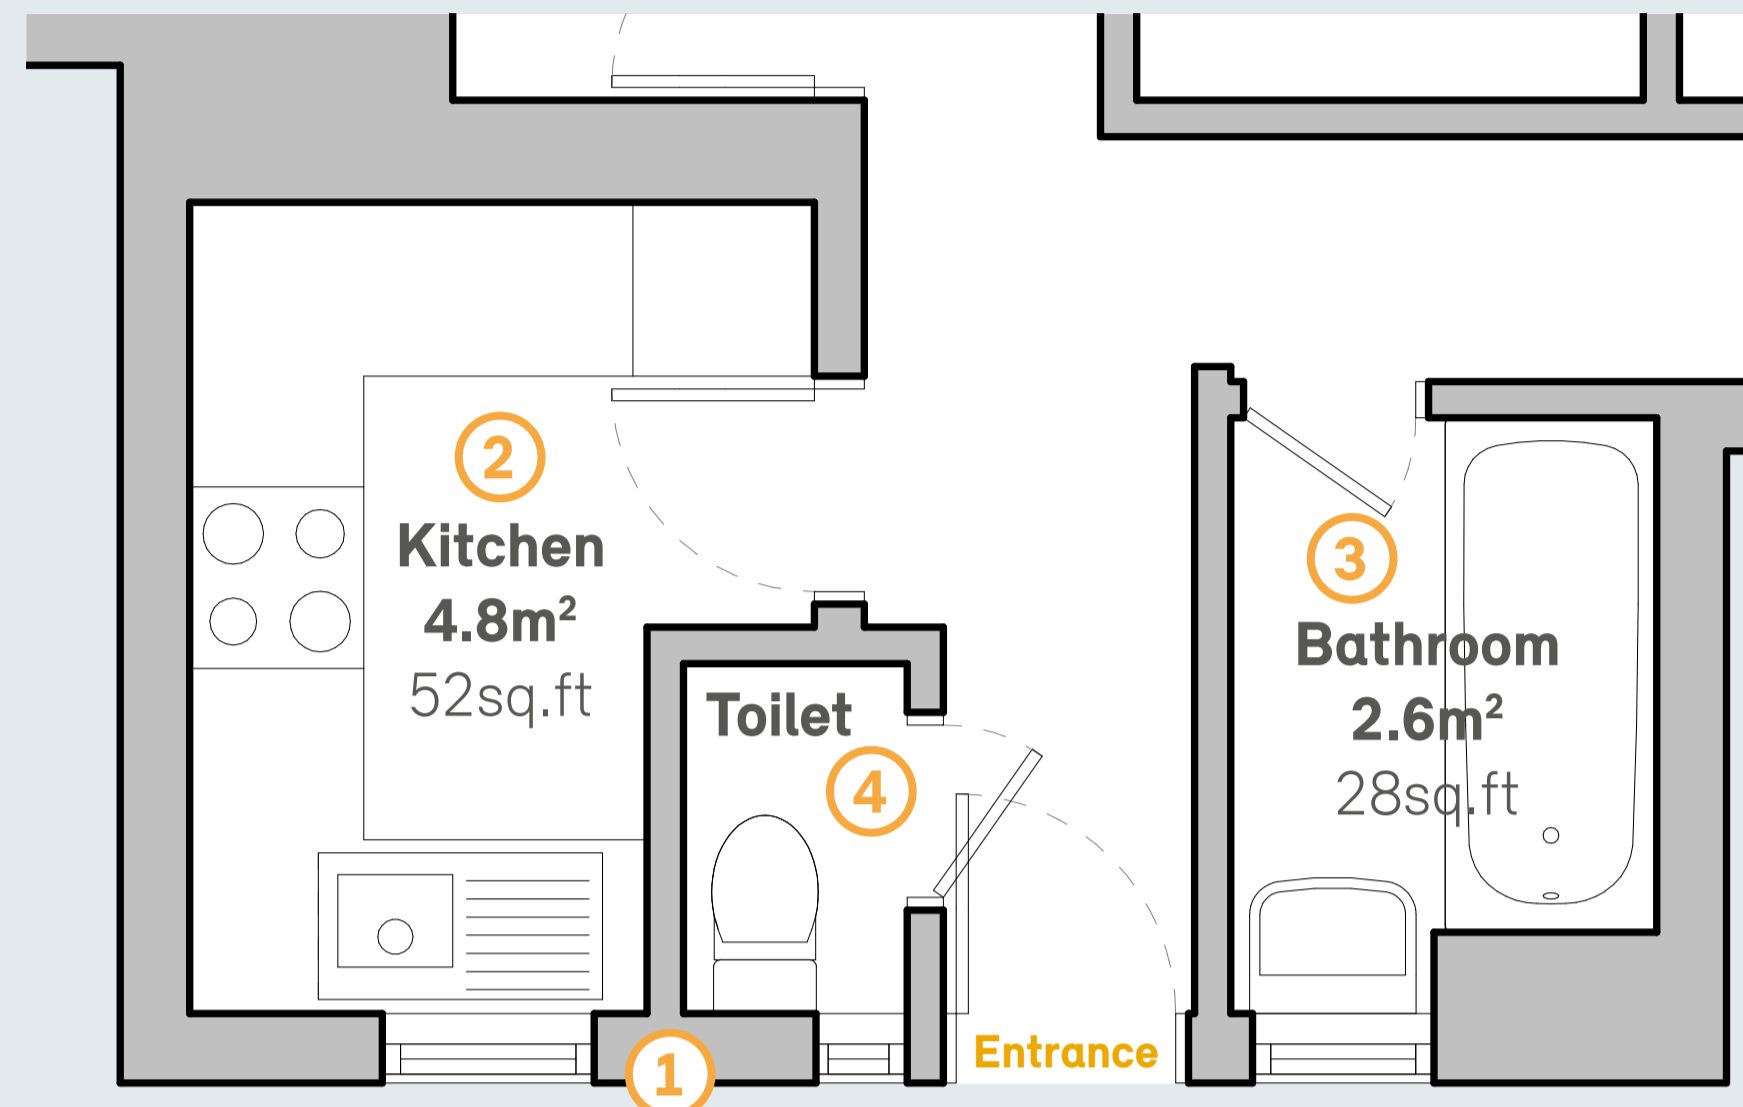 2
Kitchen
4.8m²
52sq.ft
Toilet
4
3
Bathroom
2.6m²
28sq.ft
Entrance
1